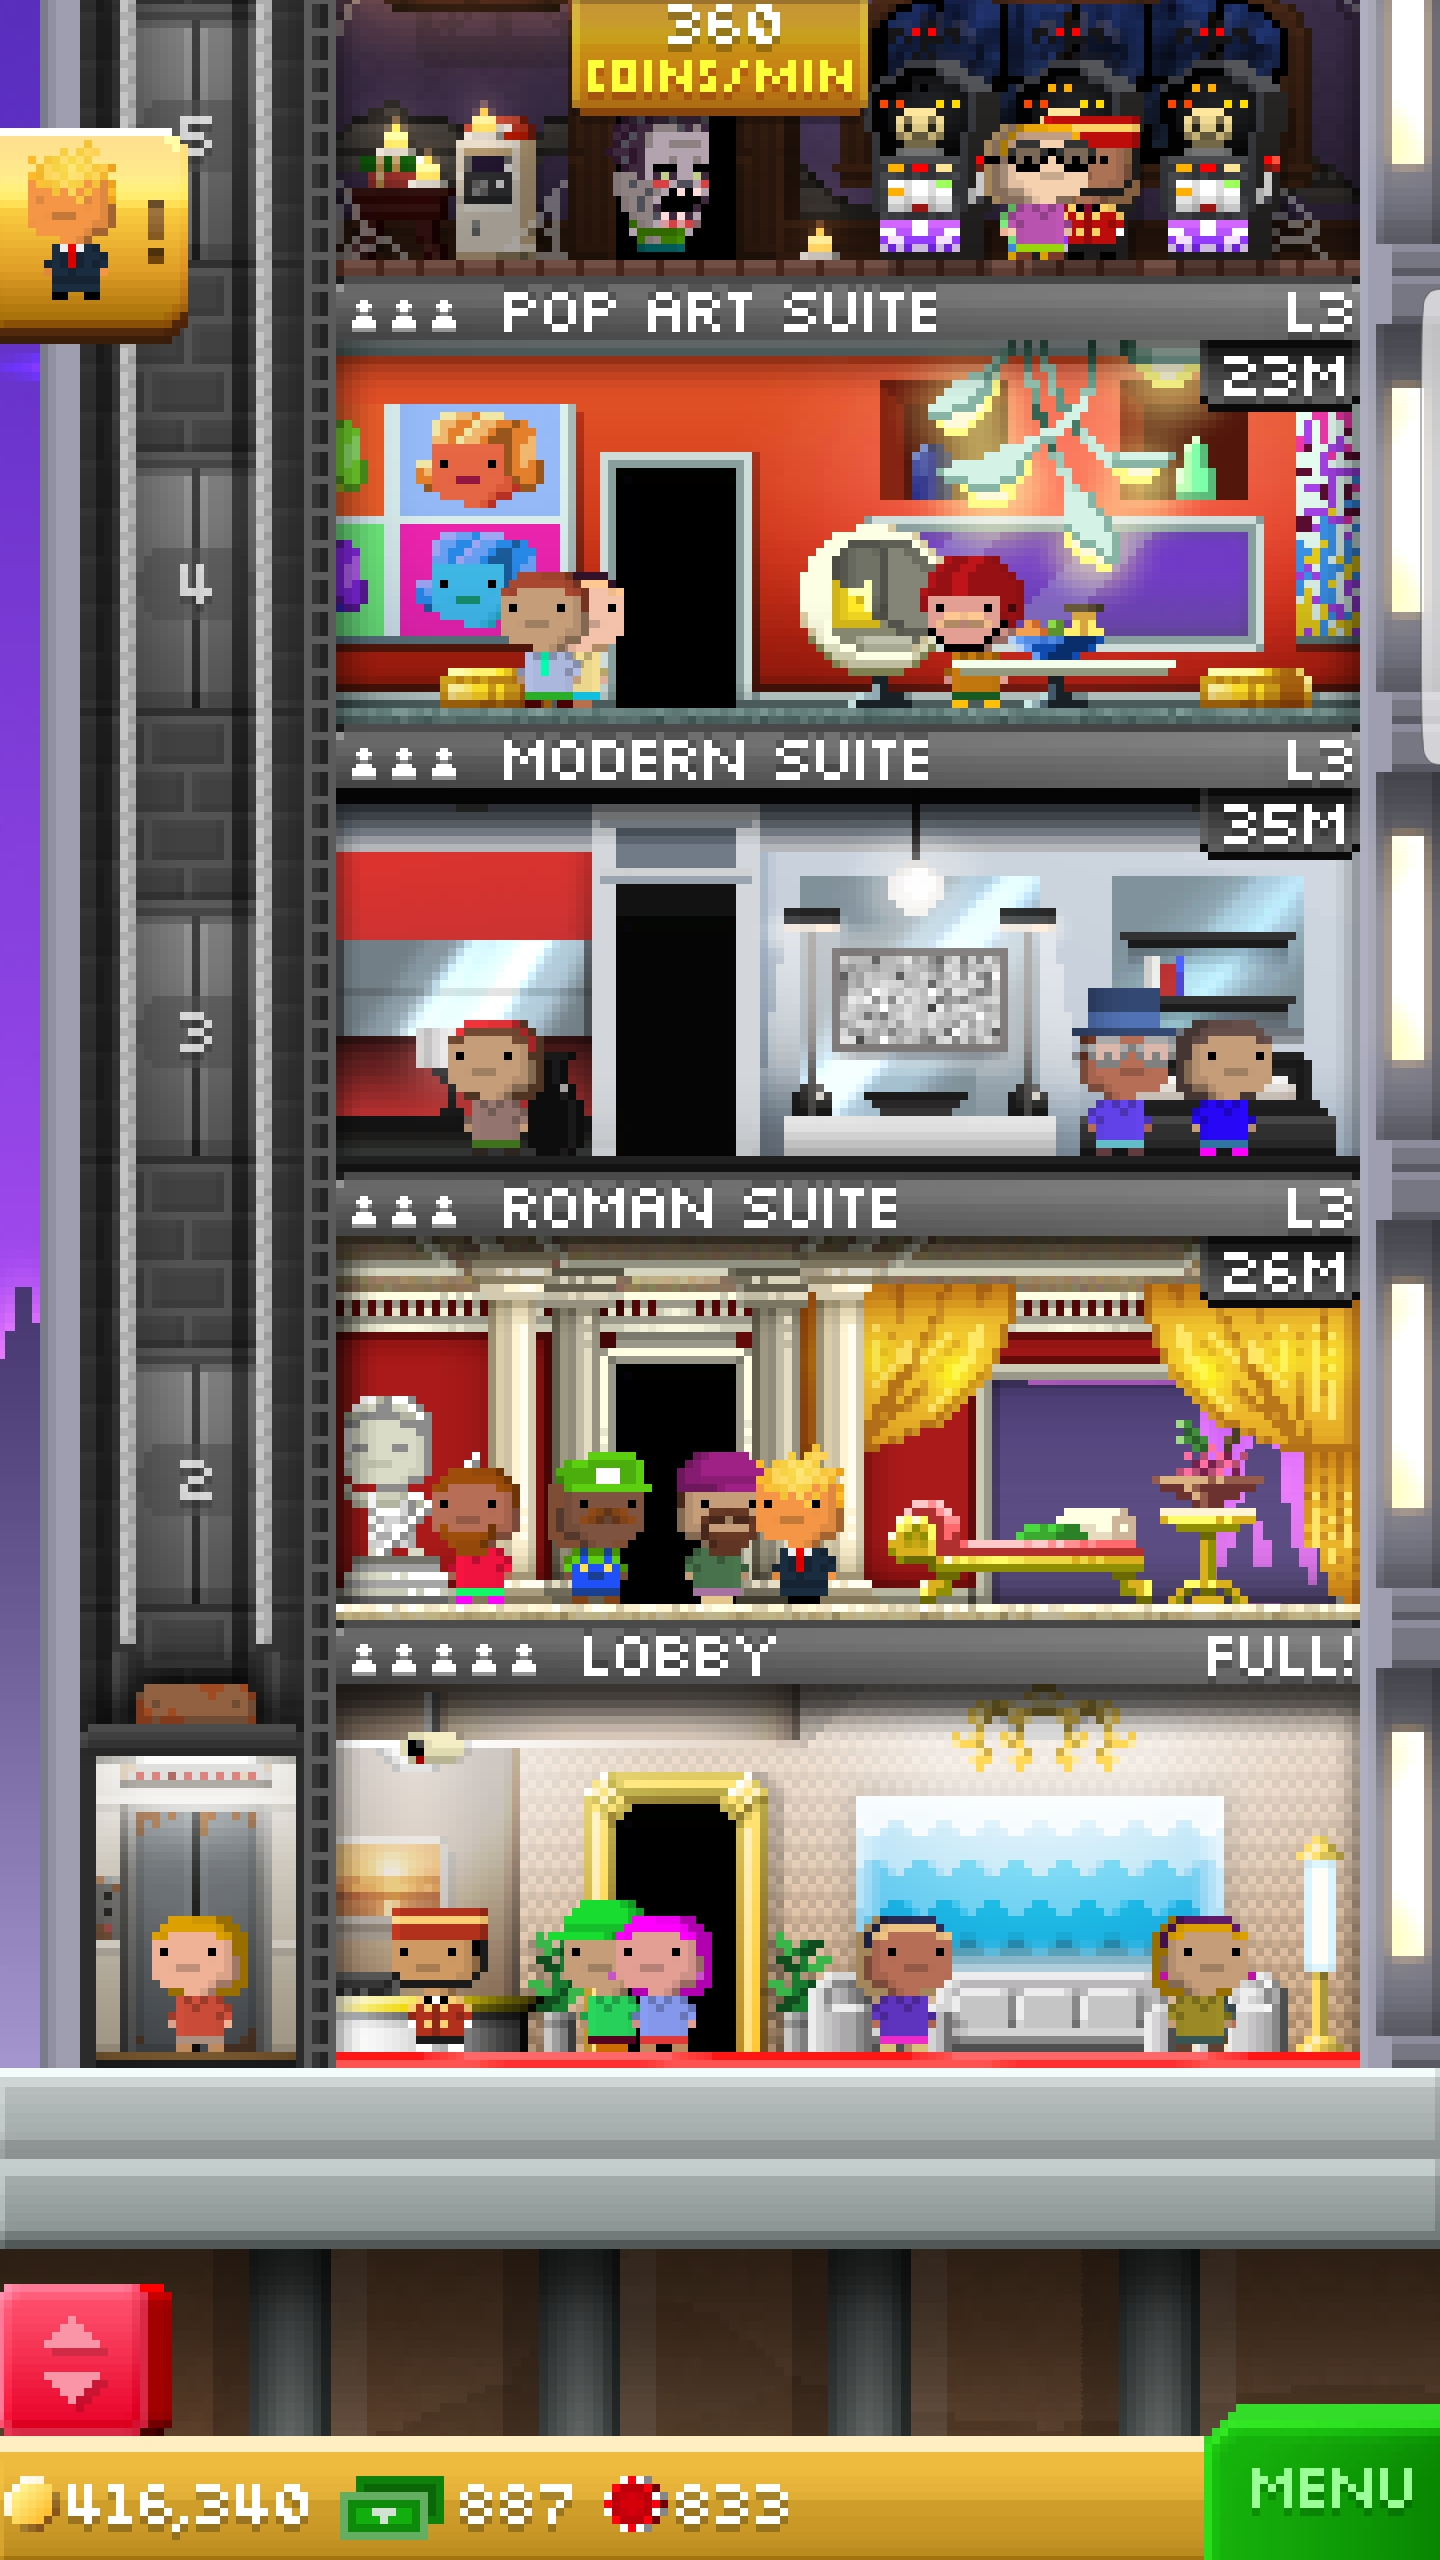 360
COINS/MIN
5
!
POP ART SUITE L3
23M
4
MODERN SUITE L3
35M
3
ROMAN SUITE L3
26M
2
LOBBY FULL!
416,340 887 833
MENU